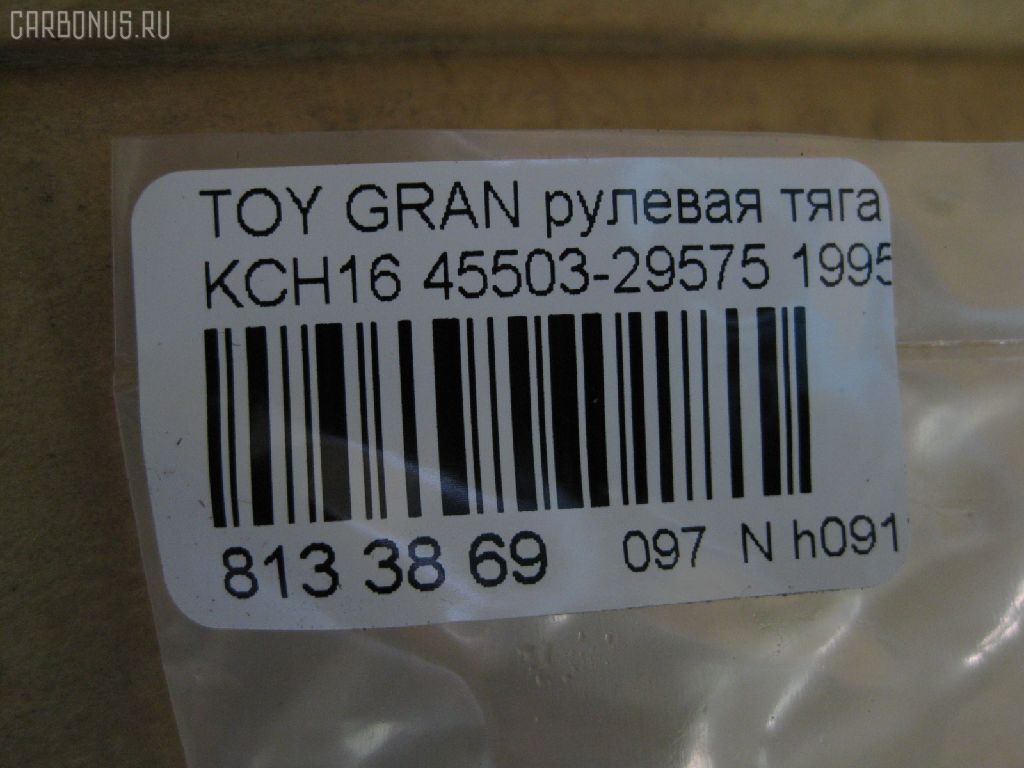 CARBONUS.RU
TOY GRAN рулевая тяга
KCH16 45503-29575 1995
813 38 69 097 N h091